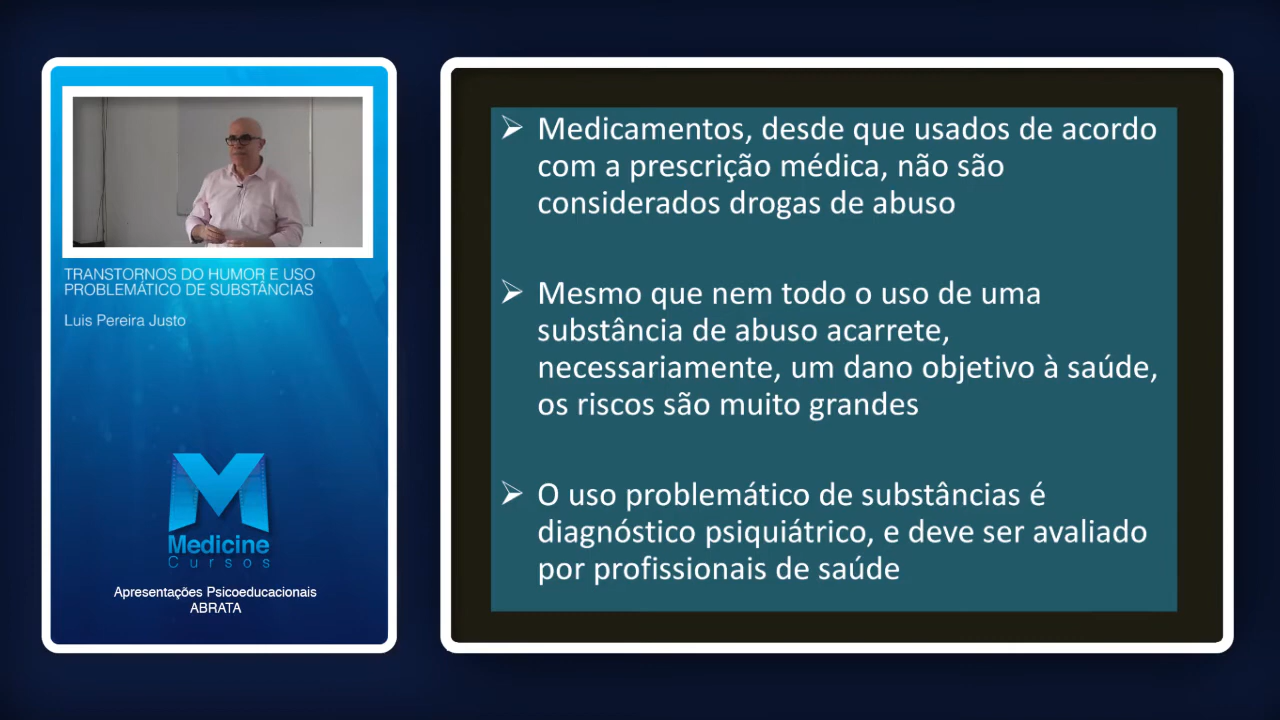 TRANSTORNOS DO HUMOR E USO
PROBLEMÁTICO DE SUBSTÂNCIAS
Luis Pereira Justo
Medicine
Cursos
Apresentações Psicoeducacionais
ABRATA
➢ Medicamentos, desde que usados de acordo
com a prescrição médica, não são
considerados drogas de abuso
➢ Mesmo que nem todo o uso de uma
substância de abuso acarrete,
necessariamente, um dano objetivo à saúde,
os riscos são muito grandes
➢ O uso problemático de substâncias é
diagnóstico psiquiátrico, e deve ser avaliado
por profissionais de saúde